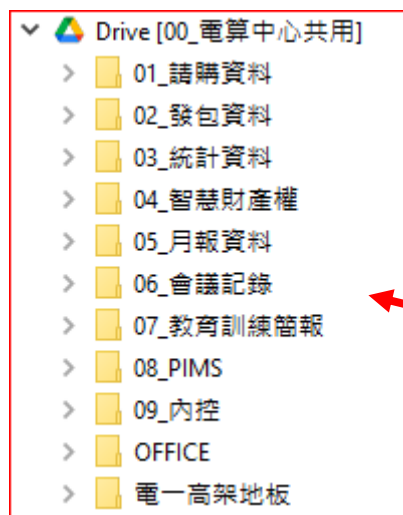 Drive [00_電算中心共用]
01_請購資料
02_發包資料
03_統計資料
04_智慧財產權
05_月報資料
06_會議記錄
07_教育訓練簡報
08_PIMS
09_內控
OFFICE
電一高架地板